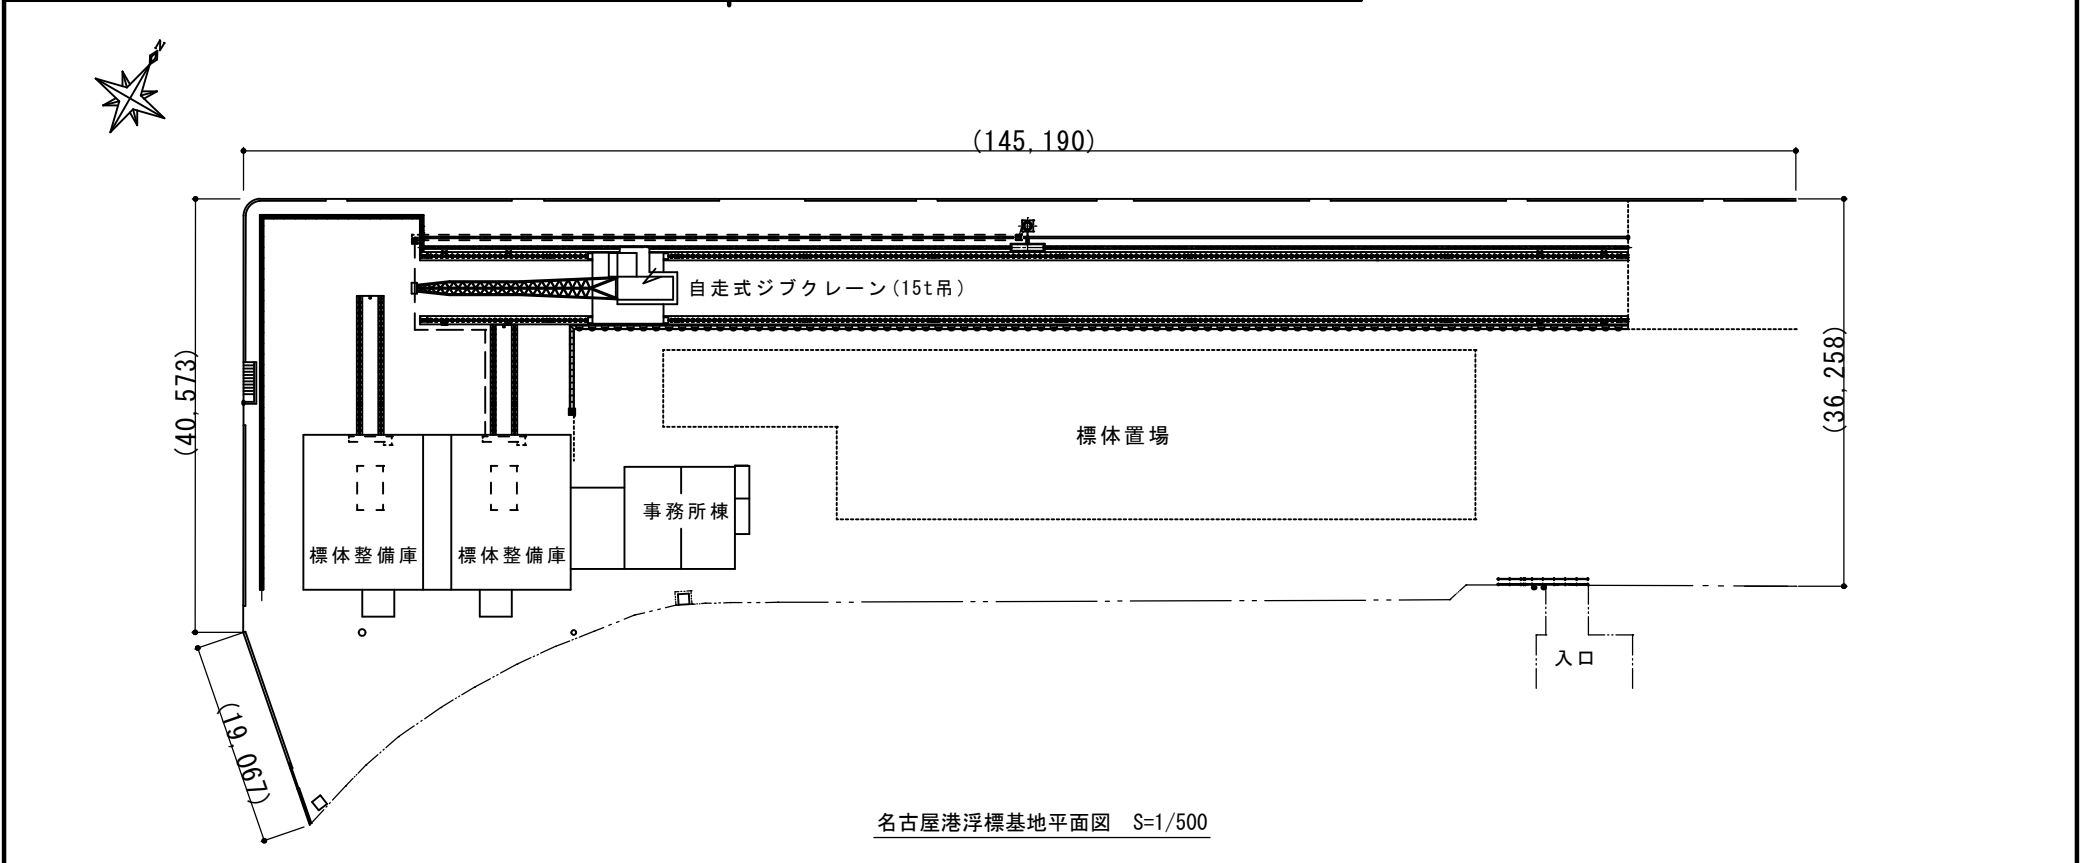 N
(145,190)
自走式ジブクレーン(15t吊)
(40,573)
(36,258)
標体置場
事務所棟
標体整備庫
標体整備庫
入口
(19,067)
名古屋港浮標基地平面図 S=1/500